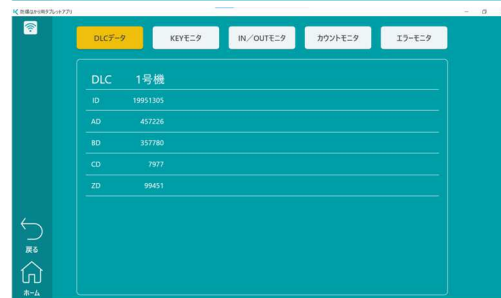 DLCデータ
KEYモニタ
IN／OUTモニタ
カウントモニタ
エラーモニタ
DLC 1号機
ID 19951305
AD 457226
BD 357780
CD 7977
ZD 99451
戻る
ホーム